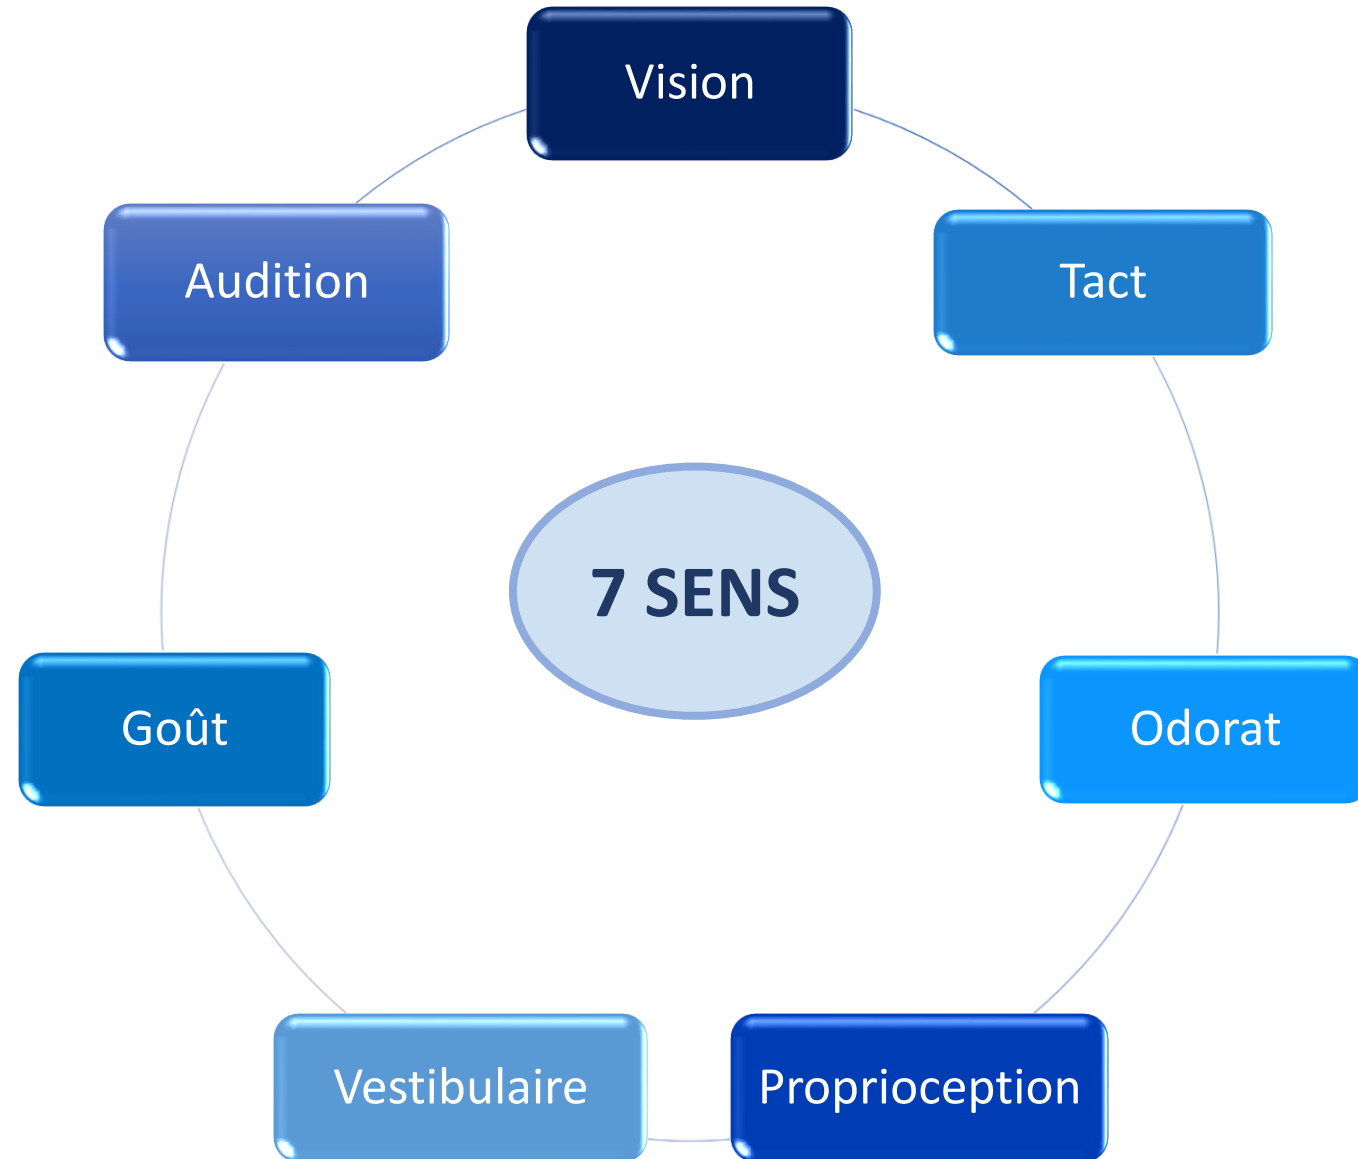 Vision
Audition
Tact
7 SENS
Goût
Odorat
Vestibulaire
Proprioception